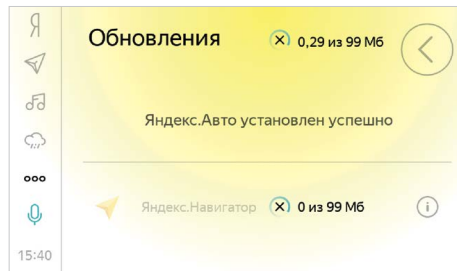 Я
Обновления 0,29 из 99 Мб
Яндекс.Авто установлен успешно
Яндекс.Навигатор 0 из 99 Мб
15:40